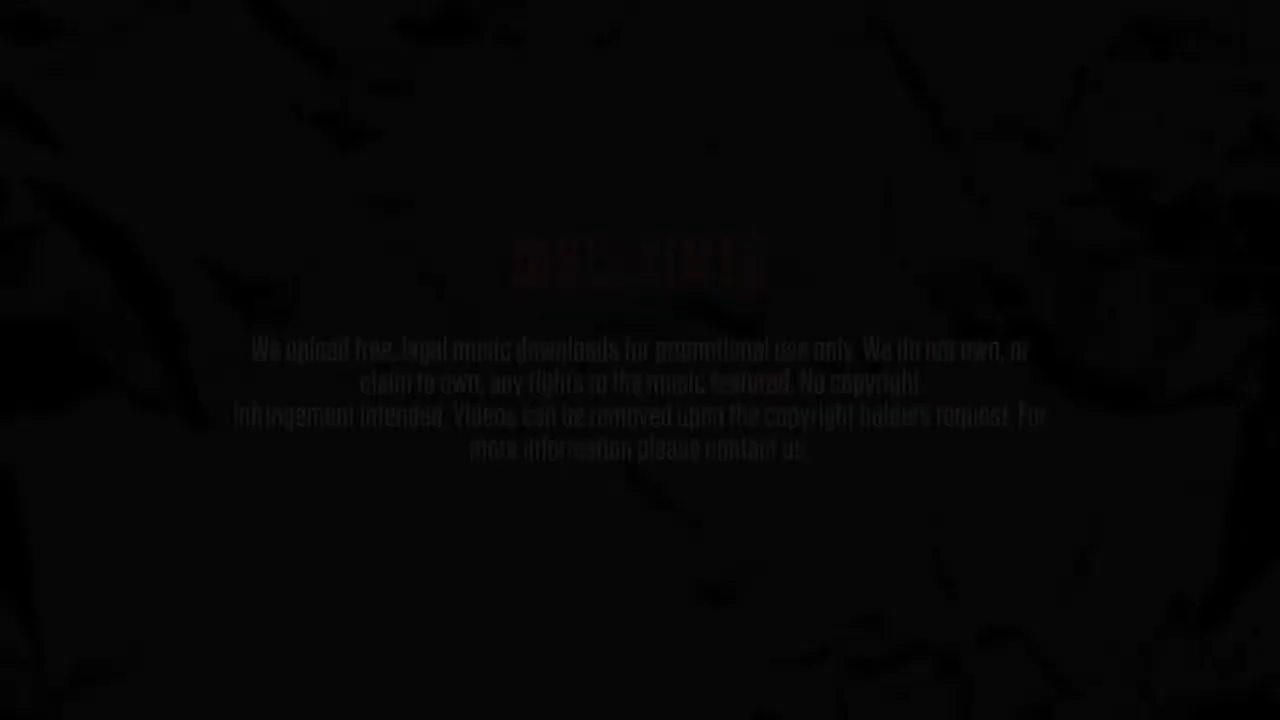 We upload free, legal music downloads for promotional use only. We do not own, or
claim to own, any rights to the music featured. No copyright
infringement intended. Videos can be removed upon the copyright holders request. For
more information please contact us.